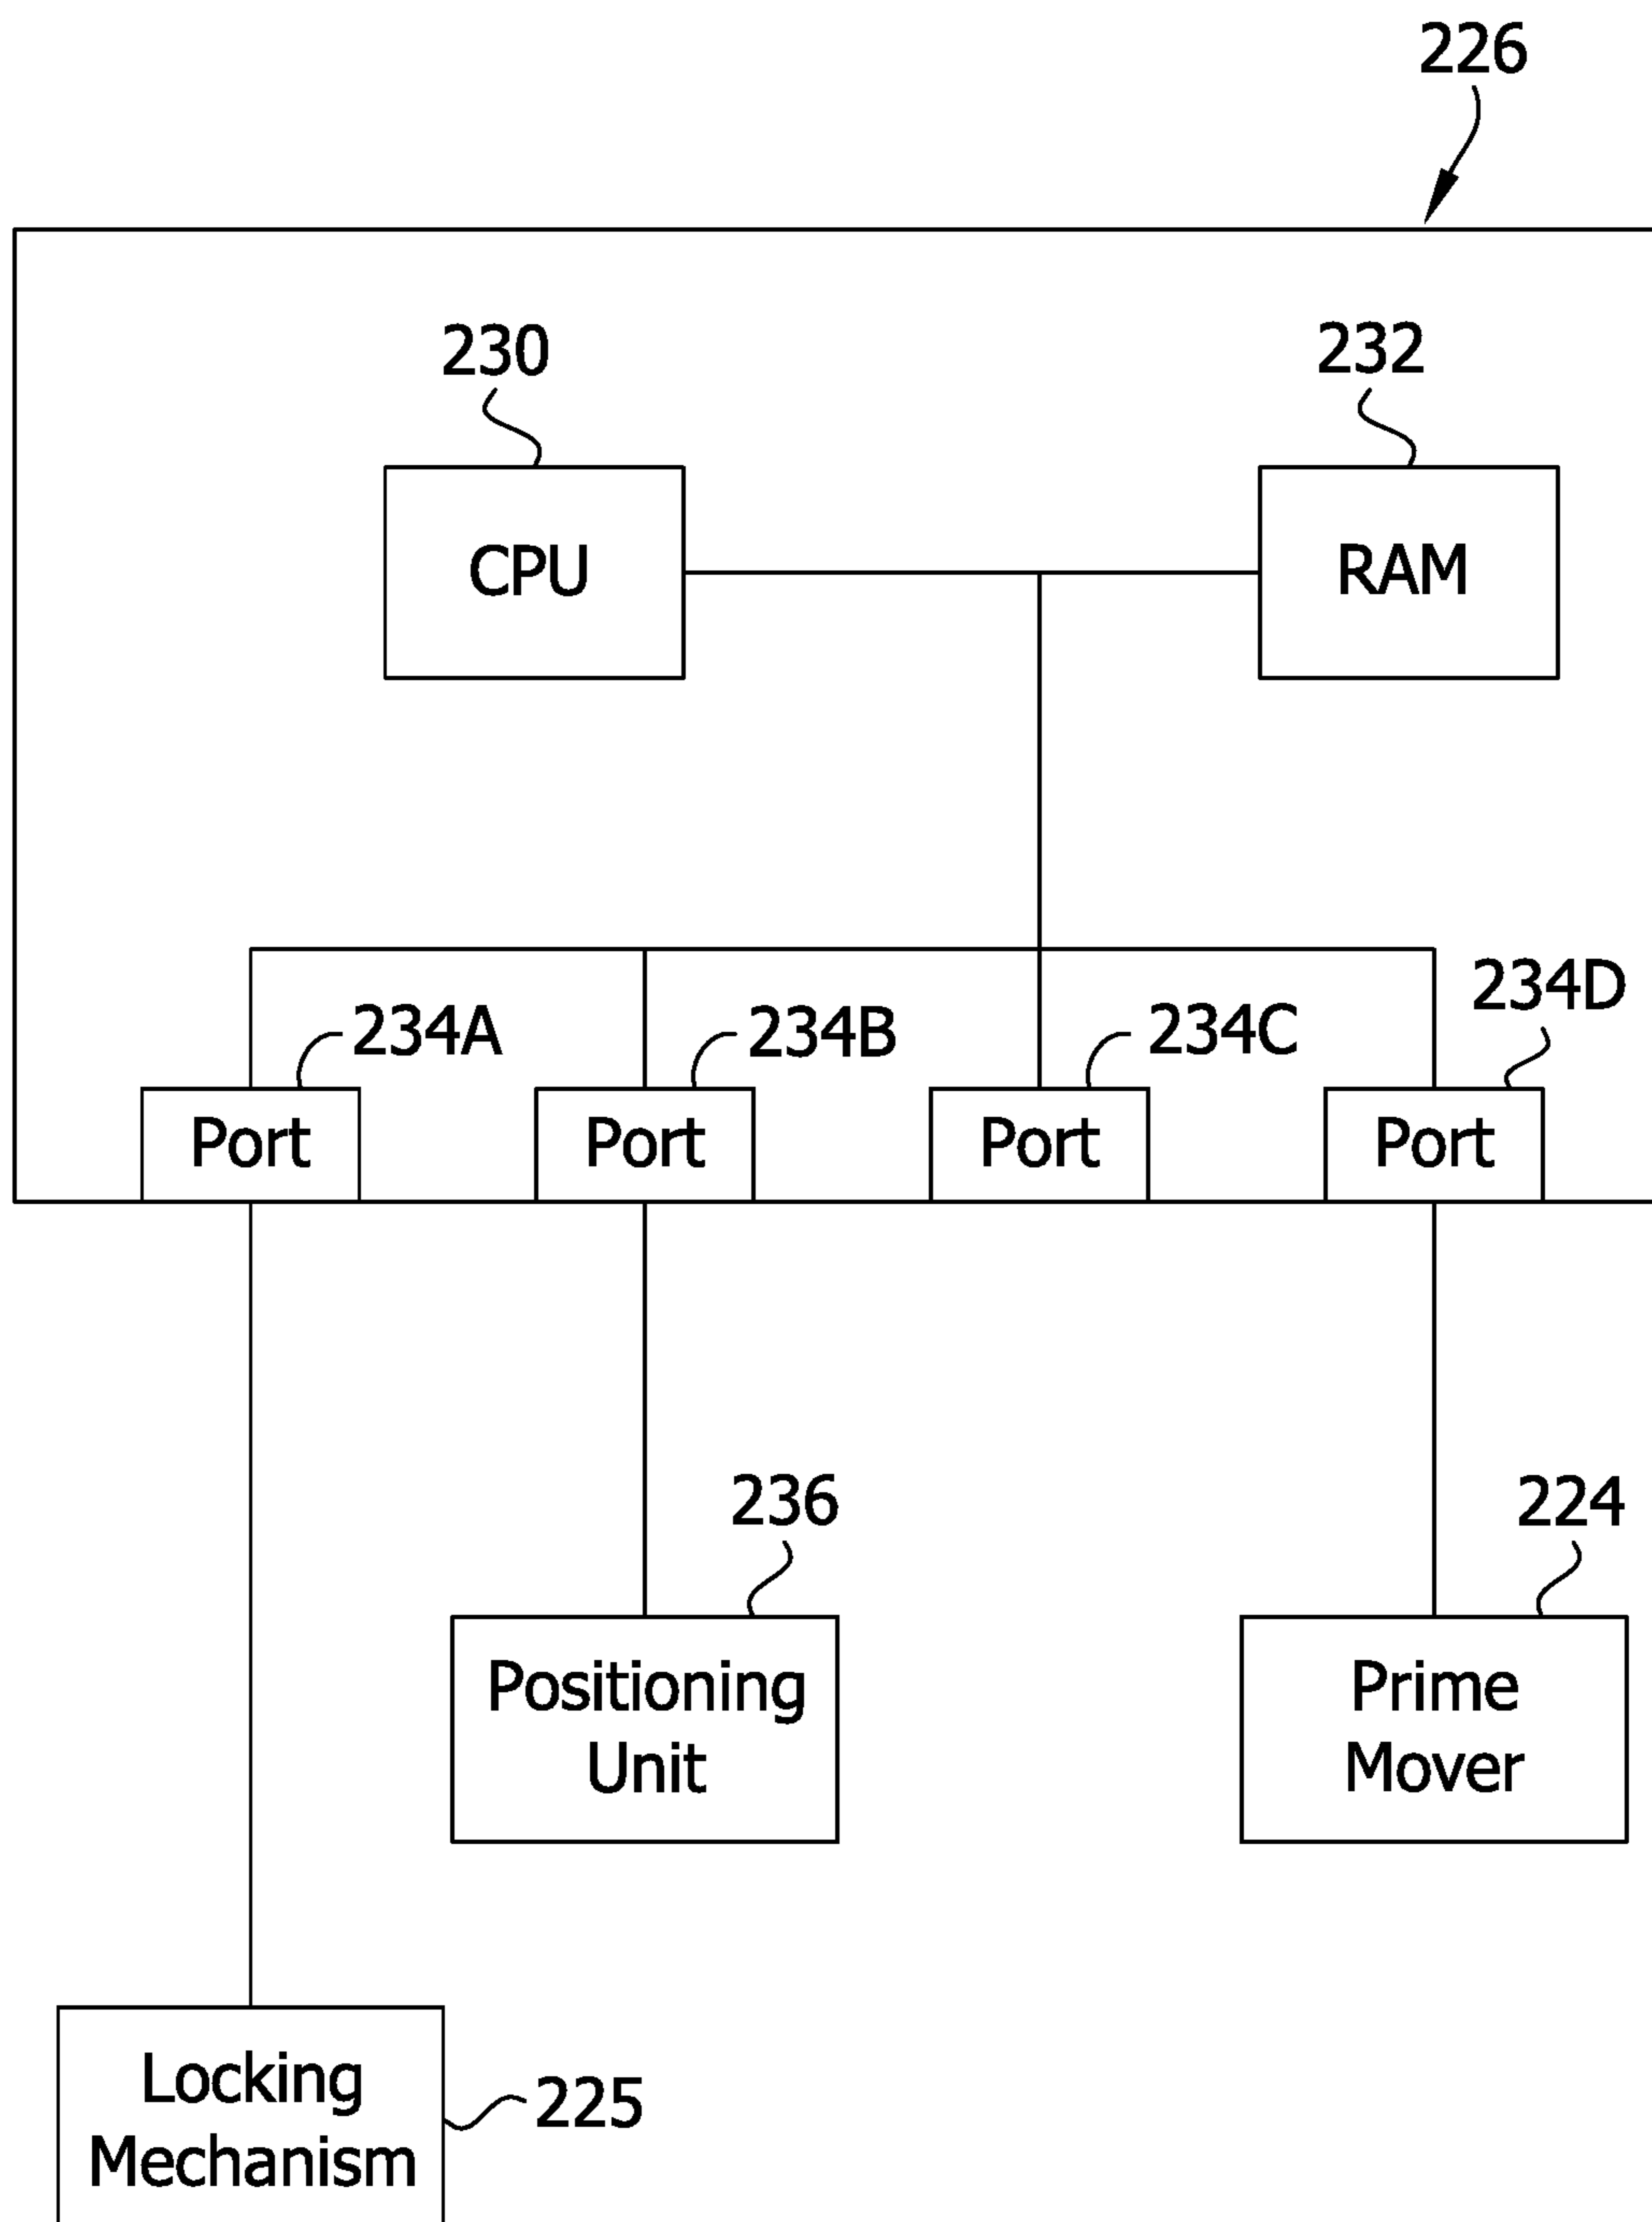 226
230
232
CPU
RAM
234A
234B
234C
234D
Port
Port
Port
Port
236
224
Positioning
Unit
Prime
Mover
Locking
Mechanism
225